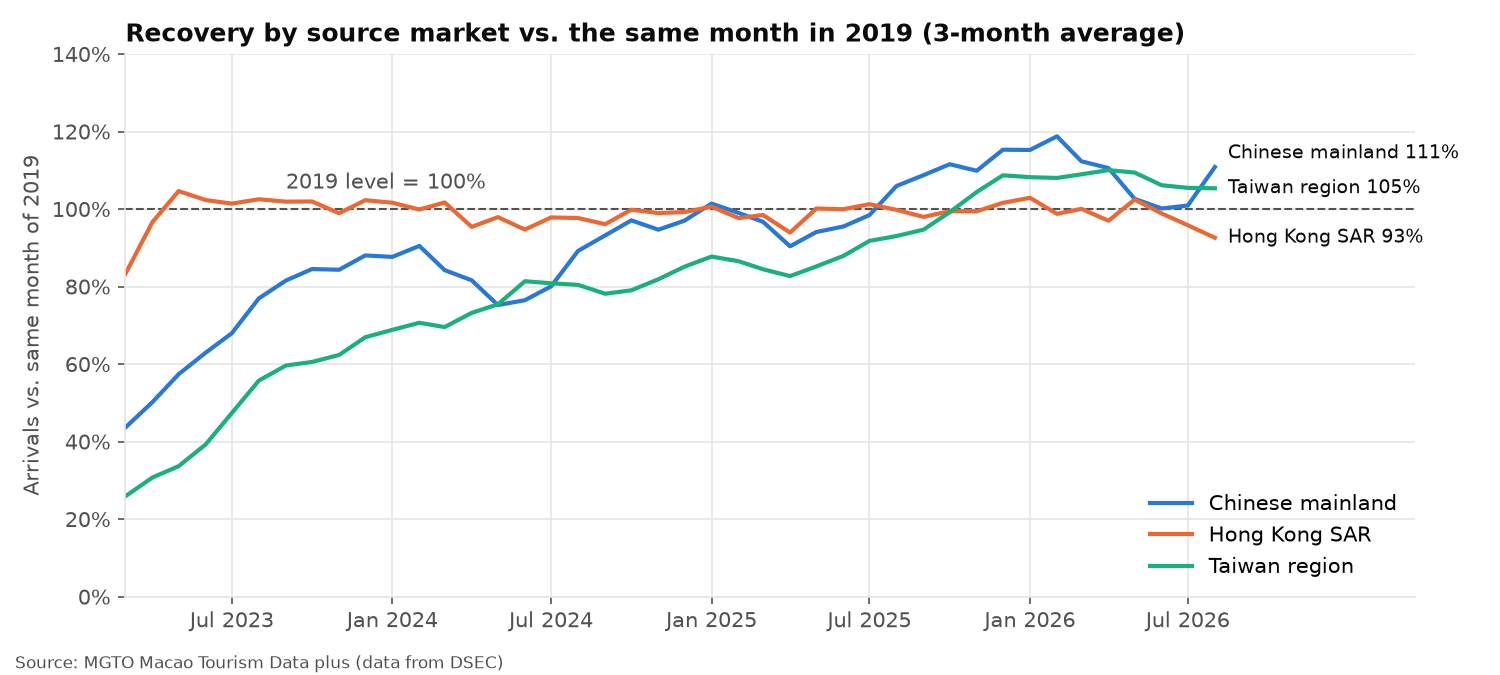 Recovery by source market vs. the same month in 2019 (3-month average)
Arrivals vs. same month of 2019
140%
120%
100%
80%
60%
40%
20%
0%
2019 level = 100%
Chinese mainland 111%
Taiwan region 105%
Hong Kong SAR 93%
Chinese mainland
Hong Kong SAR
Taiwan region
Jul 2023
Jan 2024
Jul 2024
Jan 2025
Jul 2025
Jan 2026
Jul 2026
Source: MGTO Macao Tourism Data plus (data from DSEC)